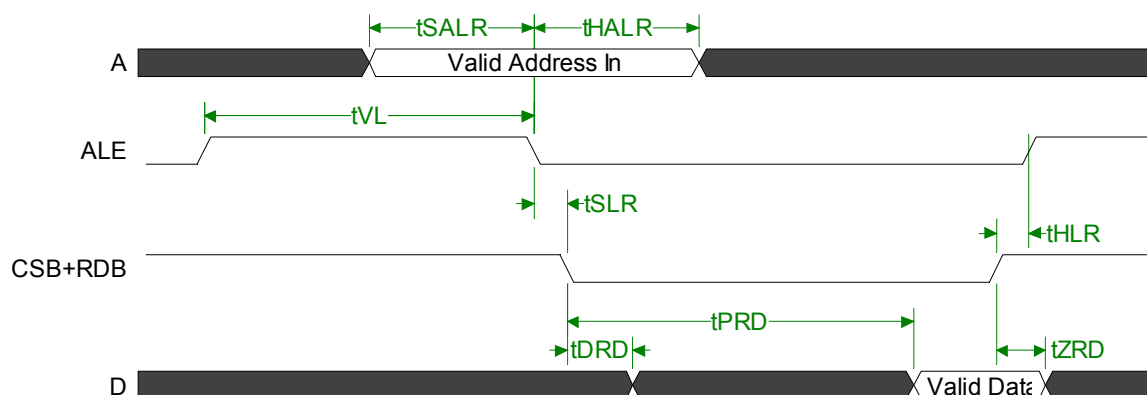 tSALR tHALR
A Valid Address In
tVL
ALE
tSLR
tHLR
CSB+RDB
tPRD
tDRD tZRD
D Valid Data